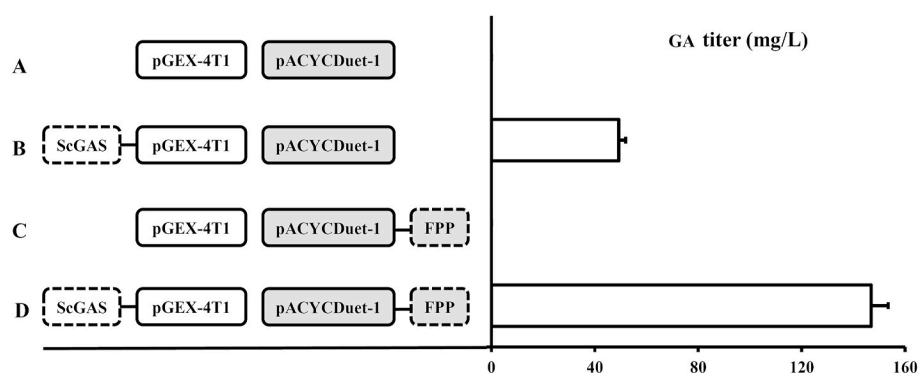 GA titer (mg/L)
A pGEX-4T1 pACYCDuet-1
B ScGAS pGEX-4T1 pACYCDuet-1
C pGEX-4T1 pACYCDuet-1 FPP
D ScGAS pGEX-4T1 pACYCDuet-1 FPP
0 40 80 120 160